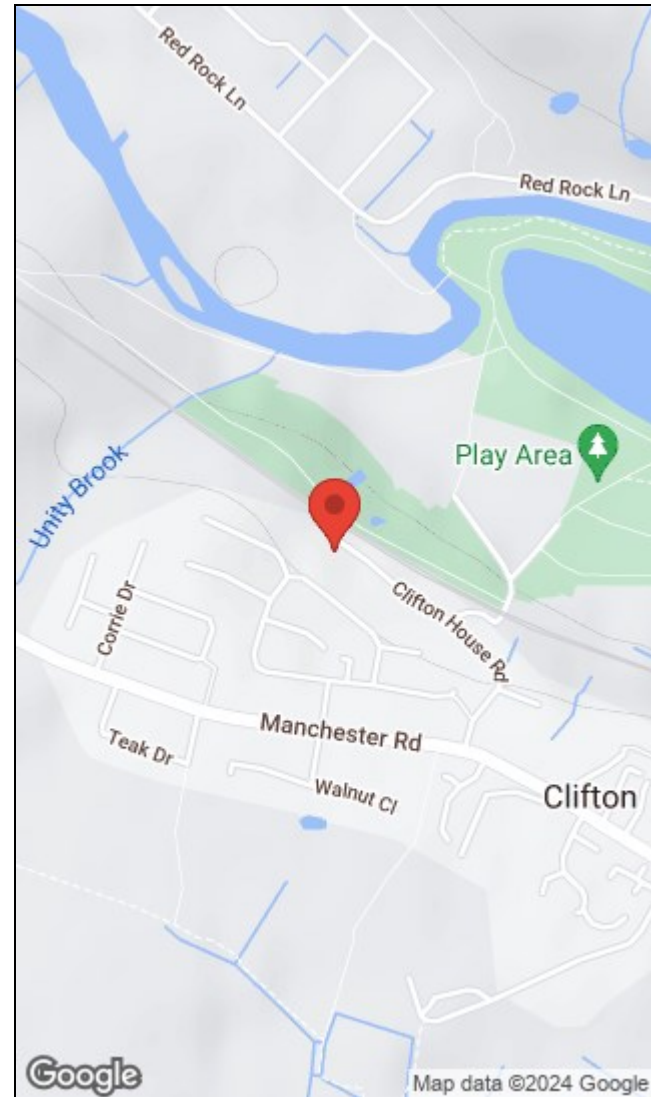 Red Rock Ln
Red Rock Ln
Play Area
Unity Brook
Clifton House Rd
Corrie Dr
Manchester Rd
Teak Dr
Walnut Cl
Clifton
Google
Map data ©2024 Google